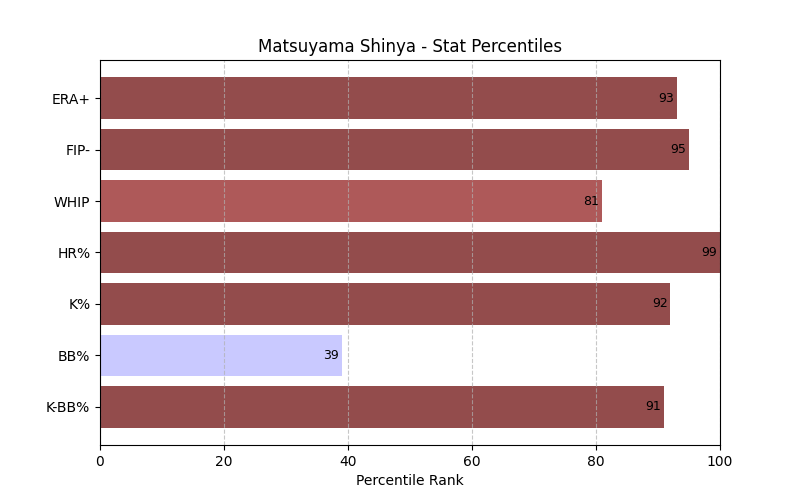 Matsuyama Shinya - Stat Percentiles
ERA+ 93
FIP- 95
WHIP 81
HR% 99
K% 92
BB% 39
K-BB% 91
0 20 40 60 80 100
Percentile Rank